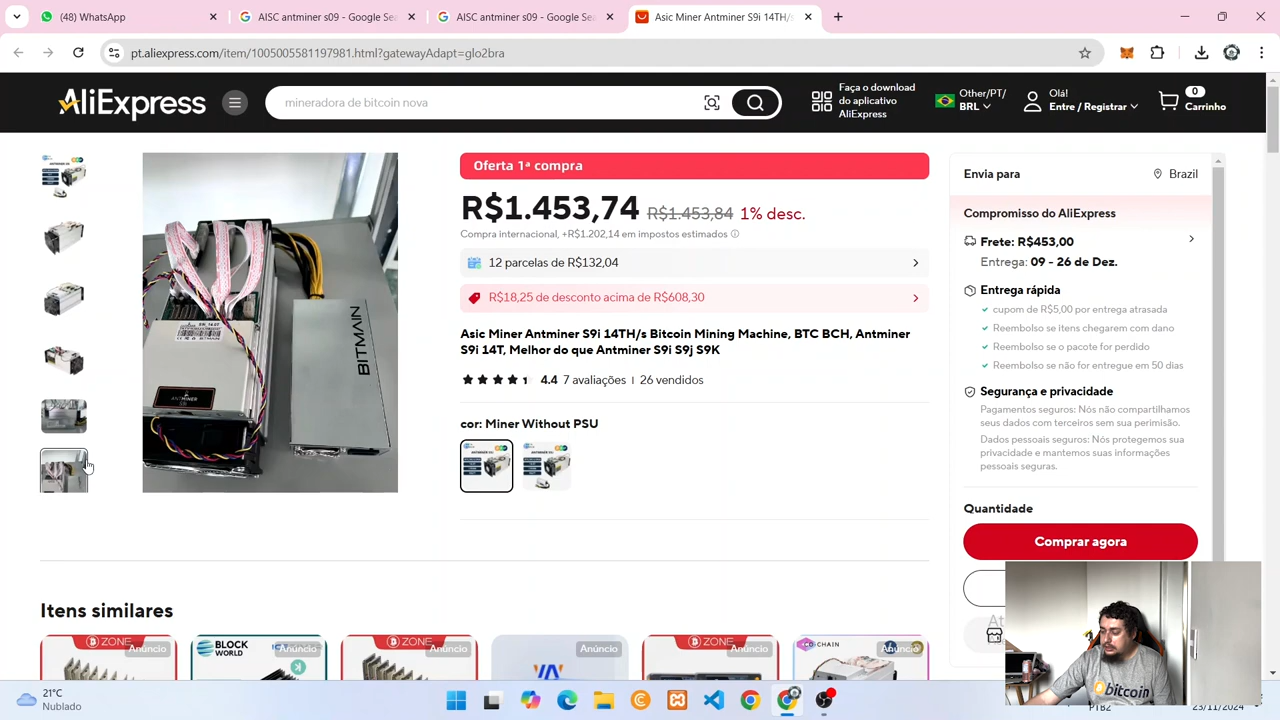 (48) WhatsApp
AISC antminer s09 - Google Sea
AISC antminer s09 - Google Sear
Asic Miner Antminer S9i 14TH/s
pt.aliexpress.com/item/1005005581197981.html?gatewayAdapt=glo2bra
AliExpress
mineradora de bitcoin nova
Faça o download
do aplicativo
AliExpress
Other/PT/
BRL
Olá!
Entre / Registrar
0
Carrinho
Oferta 1ª compra
R$1.453,74 R$1.453,84 1% desc.
Compra internacional, +R$1.202,14 em impostos estimados
12 parcelas de R$132,04
R$18,25 de desconto acima de R$608,30
Asic Miner Antminer S9i 14TH/s Bitcoin Mining Machine, BTC BCH, Antminer
S9i 14T, Melhor do que Antminer S9i S9j S9K
4.4 7 avaliações | 26 vendidos
cor: Miner Without PSU
BITMAIN
ANTMINER
Envia para
Brazil
Compromisso do AliExpress
Frete: R$453,00
Entrega: 09 - 26 de Dez.
Entrega rápida
cupom de R$5,00 por entrega atrasada
Reembolso se itens chegarem com dano
Reembolso se o pacote for perdido
Reembolso se não for entregue em 50 dias
Segurança e privacidade
Pagamentos seguros: Nós não compartilhamos
seus dados com terceiros sem sua perimisão.
Dados pessoais seguros: Nós protegemos sua
privacidade e mantemos suas informações
pessoais seguras.
Quantidade
Comprar agora
At
Itens similares
ZONE
Anúncio
BLOCK
WORLD
Anúncio
ZONE
Anúncio
Anúncio
ZONE
Anúncio
CHAIN
Anúncio
bitcoin
21°C
Nublado
PTB2
23/11/2024